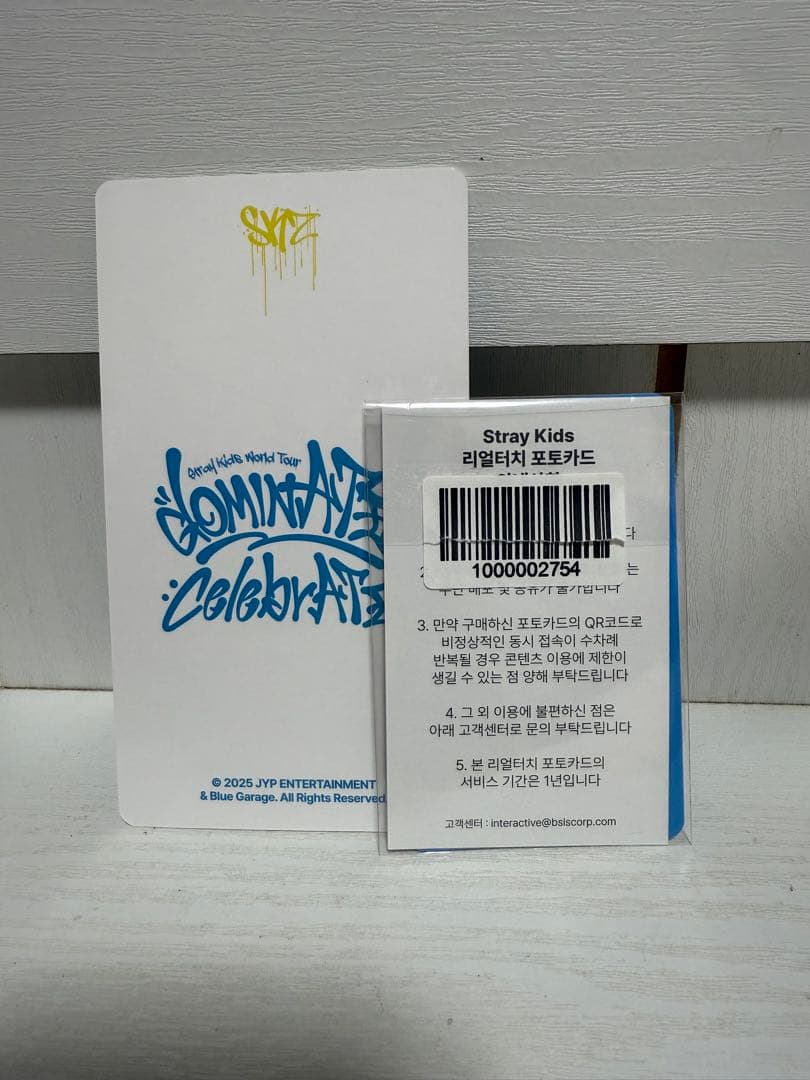 SKZ
Stray Kids World Tour
dominATE
celebrATE
© 2025 JYP ENTERTAINMENT
& Blue Garage. All Rights Reserved.
Stray Kids
리얼터치 포토카드
1000002754
3. 만약 구매하신 포토카드의 QR코드로
비정상적인 동시 접속이 수차례
반복될 경우 콘텐츠 이용에 제한이
생길 수 있는 점 양해 부탁드립니다
4. 그 외 이용에 불편하신 점은
아래 고객센터로 문의 부탁드립니다
5. 본 리얼터치 포토카드의
서비스 기간은 1년입니다
고객센터 : interactive@bslscorp.com